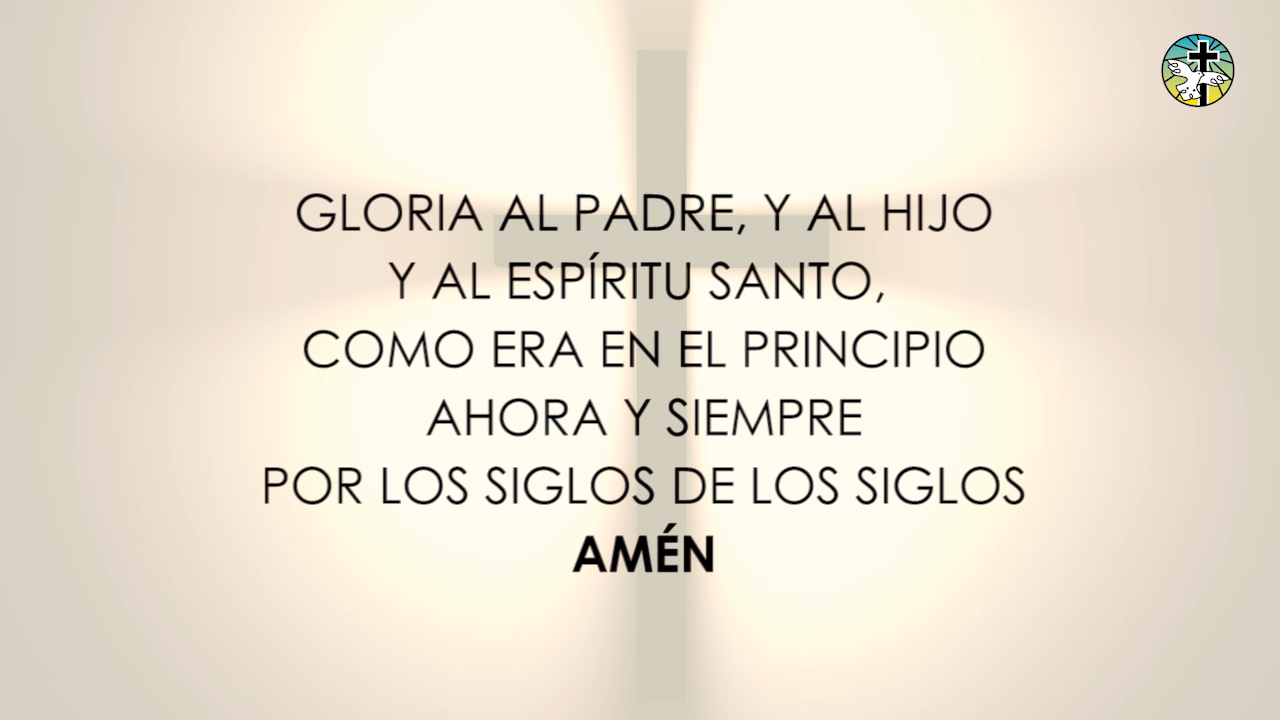 GLORIA AL PADRE, Y AL HIJO
Y AL ESPÍRITU SANTO,
COMO ERA EN EL PRINCIPIO
AHORA Y SIEMPRE
POR LOS SIGLOS DE LOS SIGLOS
AMÉN